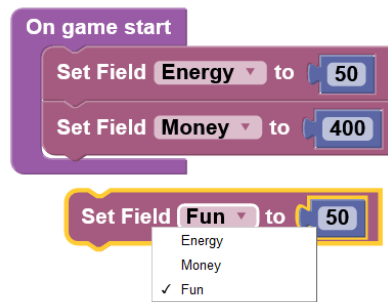 On game start
Set Field Energy to 50
Set Field Money to 400
Set Field Fun to 50
Energy
Money
✓ Fun